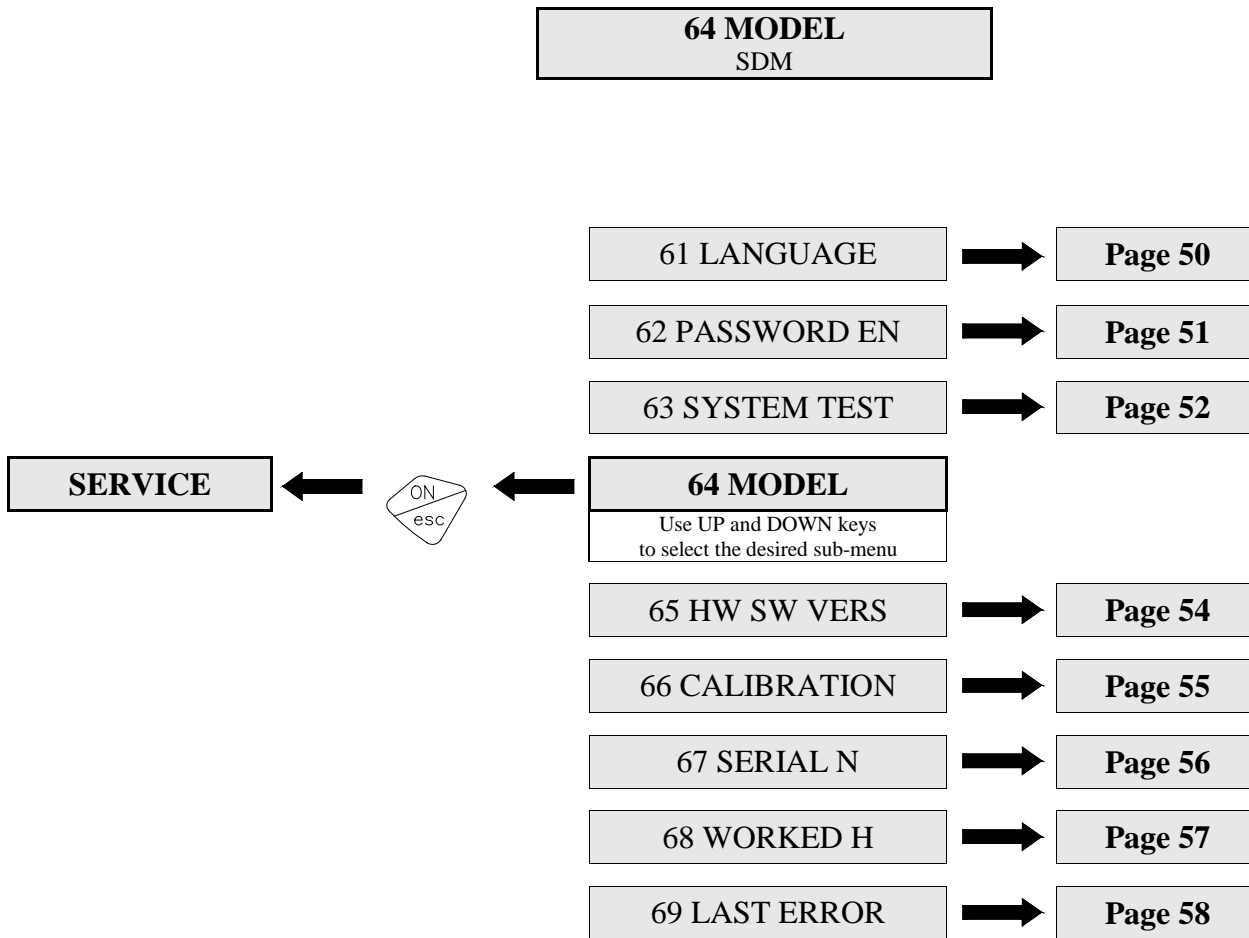 64 MODEL
SDM
61 LANGUAGE
Page 50
62 PASSWORD EN
Page 51
63 SYSTEM TEST
Page 52
SERVICE
ON
esc
64 MODEL
Use UP and DOWN keys
to select the desired sub-menu
65 HW SW VERS
Page 54
66 CALIBRATION
Page 55
67 SERIAL N
Page 56
68 WORKED H
Page 57
69 LAST ERROR
Page 58